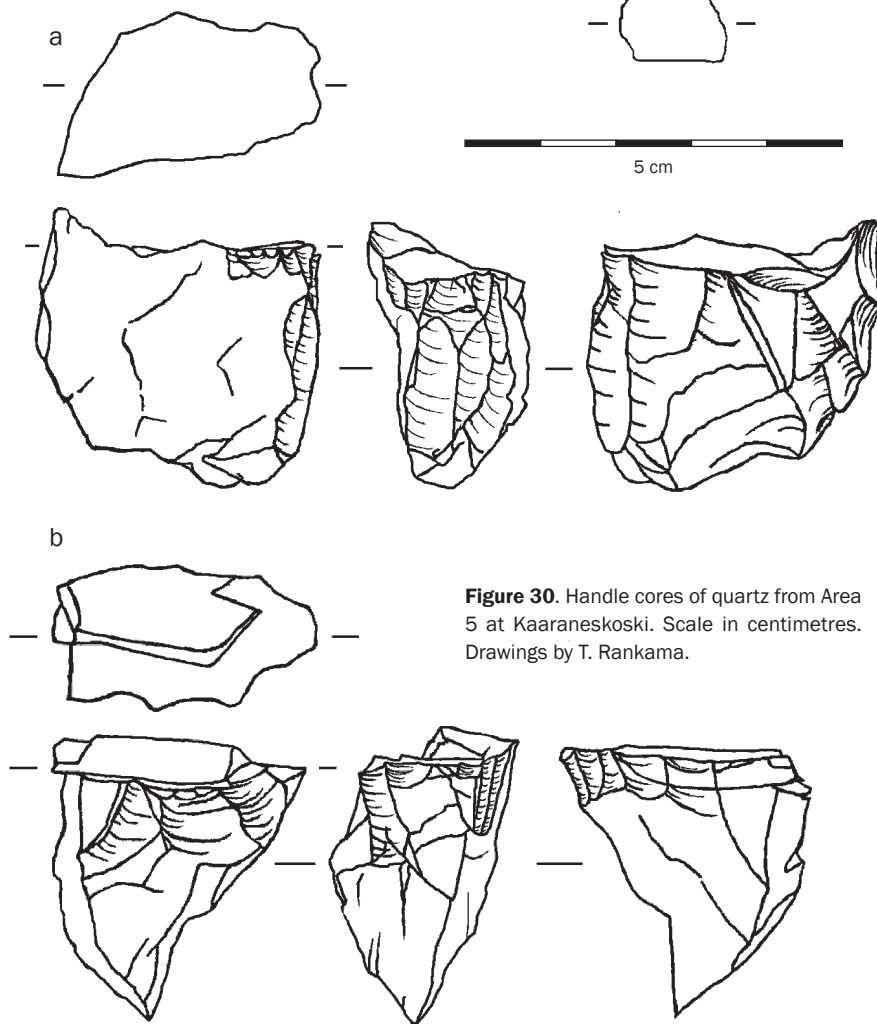 a
5 cm
b
Figure 30. Handle cores of quartz from Area
5 at Kaaraneskoski. Scale in centimetres.
Drawings by T. Rankama.